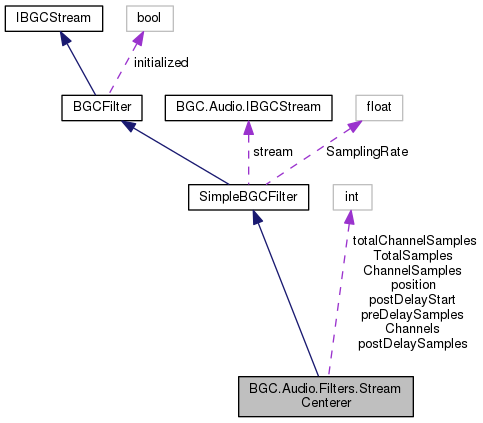 IBGCStream
bool
initialized
BGCFilter
BGC.Audio.IBGCStream
float
stream
SamplingRate
SimpleBGCFilter
int
totalChannelSamples
TotalSamples
ChannelSamples
position
postDelayStart
preDelaySamples
Channels
postDelaySamples
BGC.Audio.Filters.Stream
Centerer